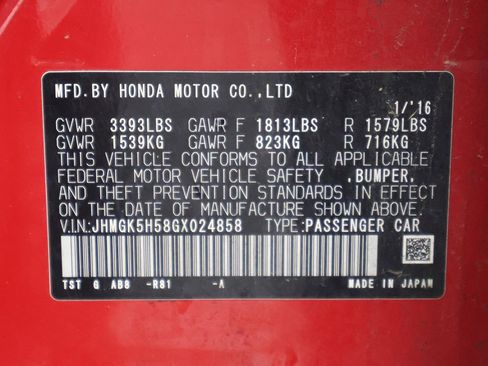 MFD.BY HONDA MOTOR CO.,LTD
1/'16
GVWR 3393LBS GAWR F 1813LBS R 1579LBS
GVWR 1539KG GAWR F 823KG R 716KG
THIS VEHICLE CONFORMS TO ALL APPLICABLE
FEDERAL MOTOR VEHICLE SAFETY ,BUMPER,
AND THEFT PREVENTION STANDARDS IN EFFECT
ON THE DATE OF MANUFACTURE SHOWN ABOVE.
V.I.N:JHMGK5H58GX024858 TYPE:PASSENGER CAR
TST G AB8 -R81 -A MADE IN JAPAN